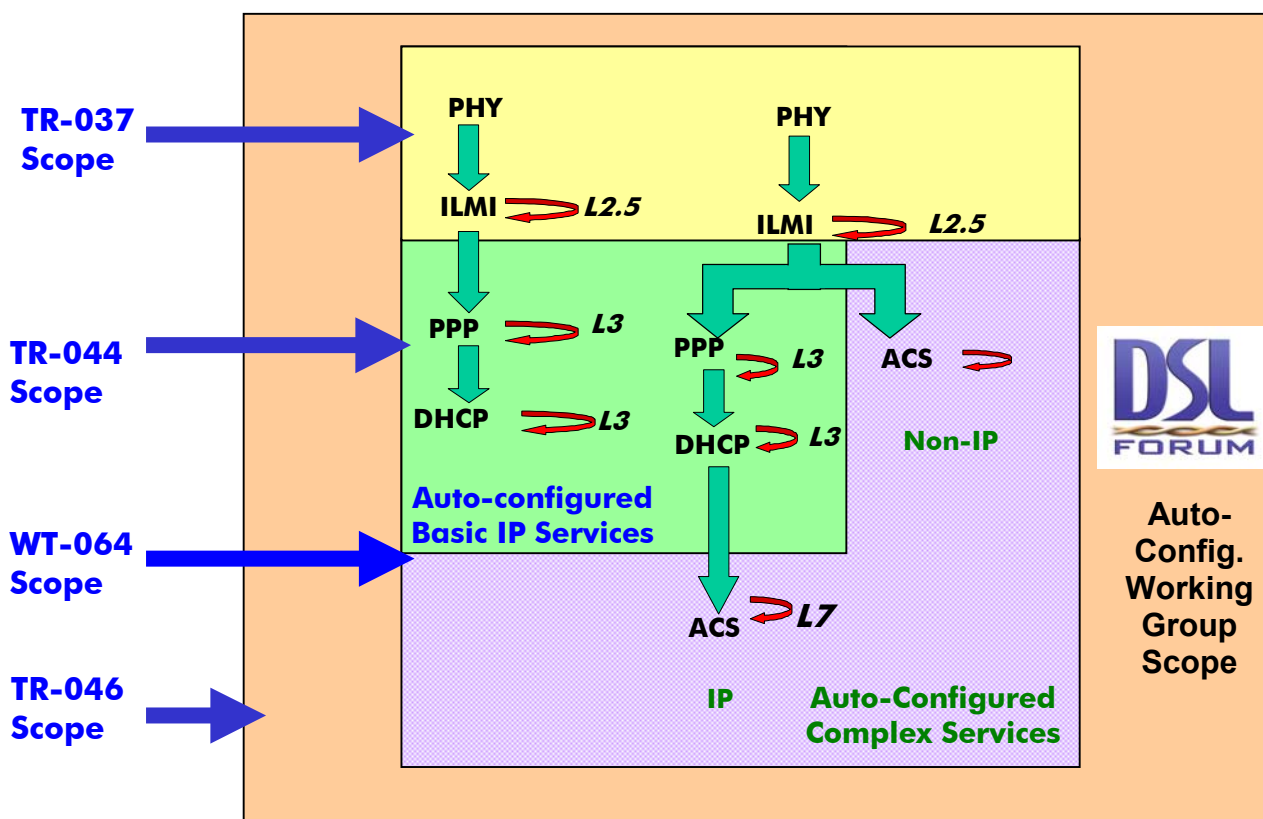 TR-037
Scope
TR-044
Scope
WT-064
Scope
TR-046
Scope
PHY
ILMI
L2.5
PPP
L3
DHCP
L3
Auto-configured
Basic IP Services
PHY
ILMI
L2.5
PPP
L3
DHCP
L3
ACS
L7
IP
ACS
Non-IP
Auto-Configured
Complex Services
DSL
FORUM
Auto-
Config.
Working
Group
Scope